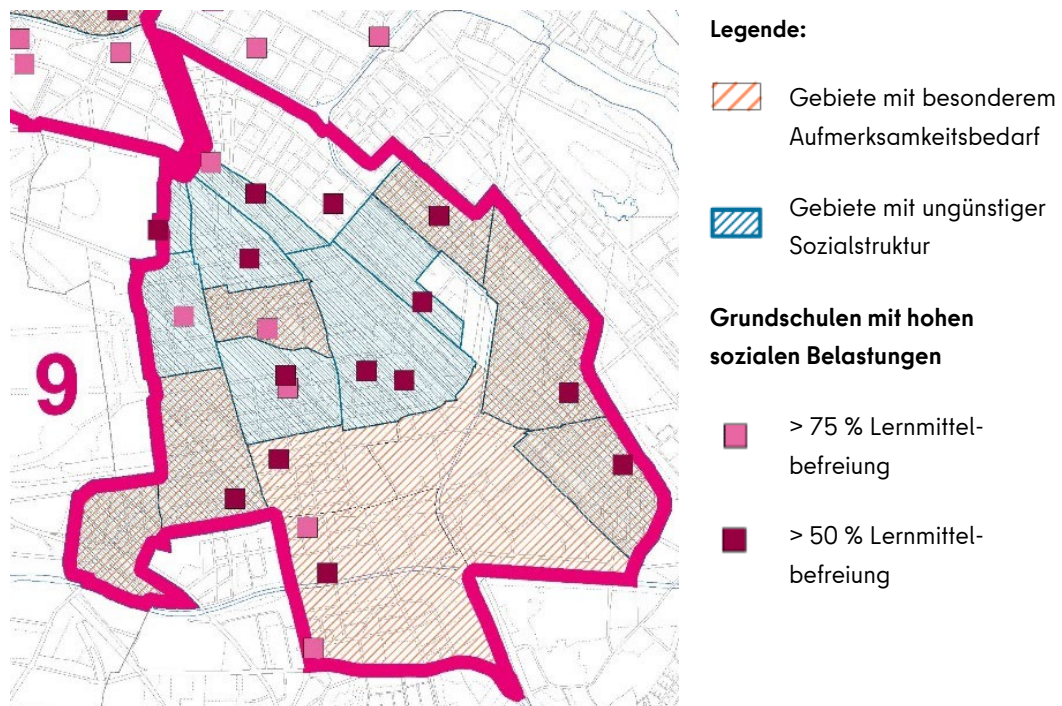 9
Legende:
Gebiete mit besonderem
Aufmerksamkeitsbedarf
Gebiete mit ungünstiger
Sozialstruktur
Grundschulen mit hohen
sozialen Belastungen
> 75 % Lernmittel-
befreiung
> 50 % Lernmittel-
befreiung